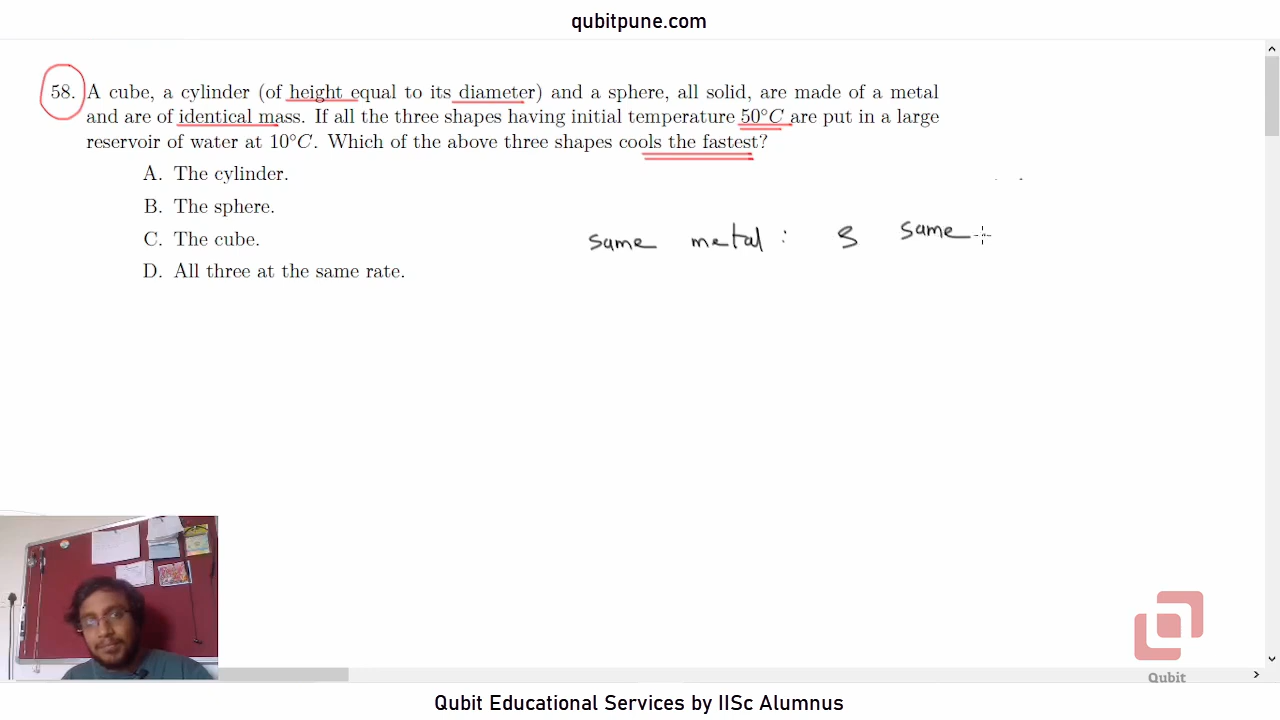 qubitpune.com
58. A cube, a cylinder (of height equal to its diameter) and a sphere, all solid, are made of a metal
and are of identical mass. If all the three shapes having initial temperature 50°C are put in a large
reservoir of water at 10°C. Which of the above three shapes cools the fastest?
A. The cylinder.
B. The sphere.
C. The cube.
D. All three at the same rate.
same metal : same
Qubit
Qubit Educational Services by IISc Alumnus